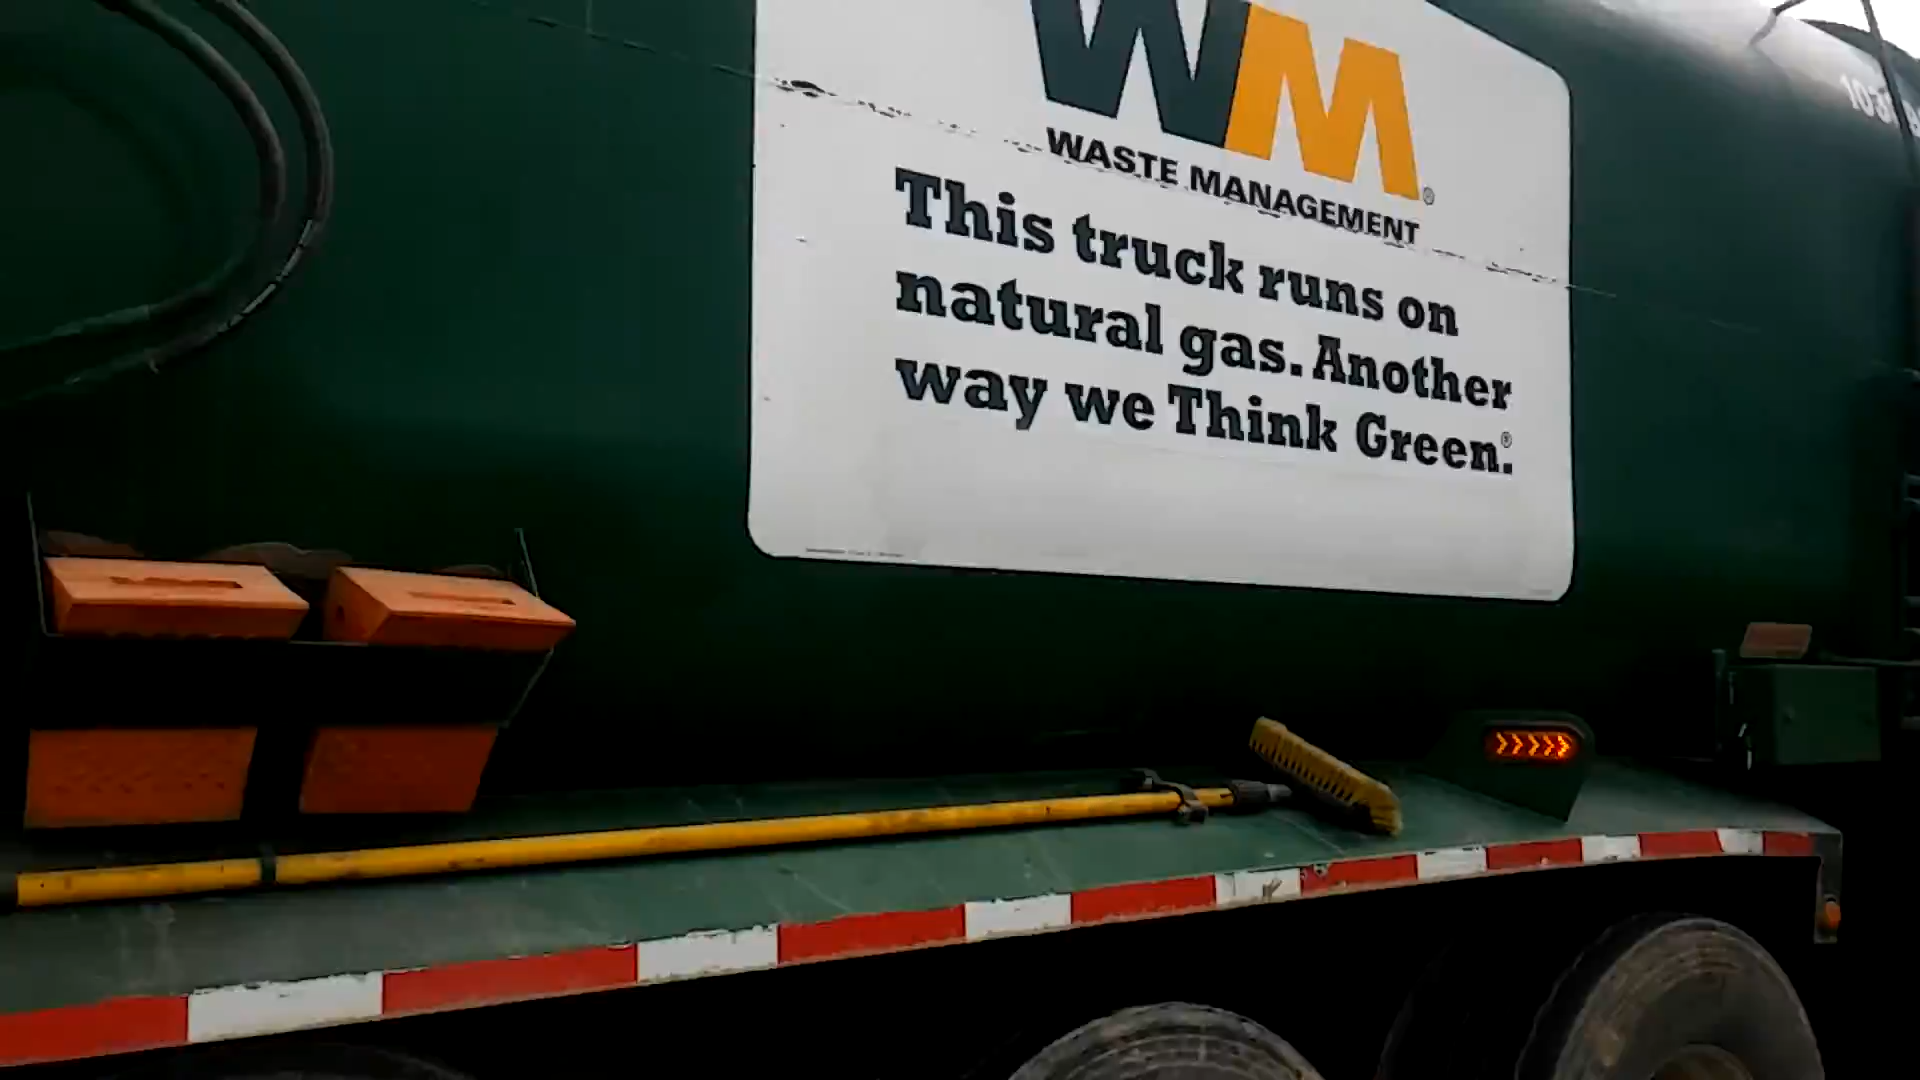 WM®
WASTE MANAGEMENT
This truck runs on
natural gas. Another
way we Think Green.®